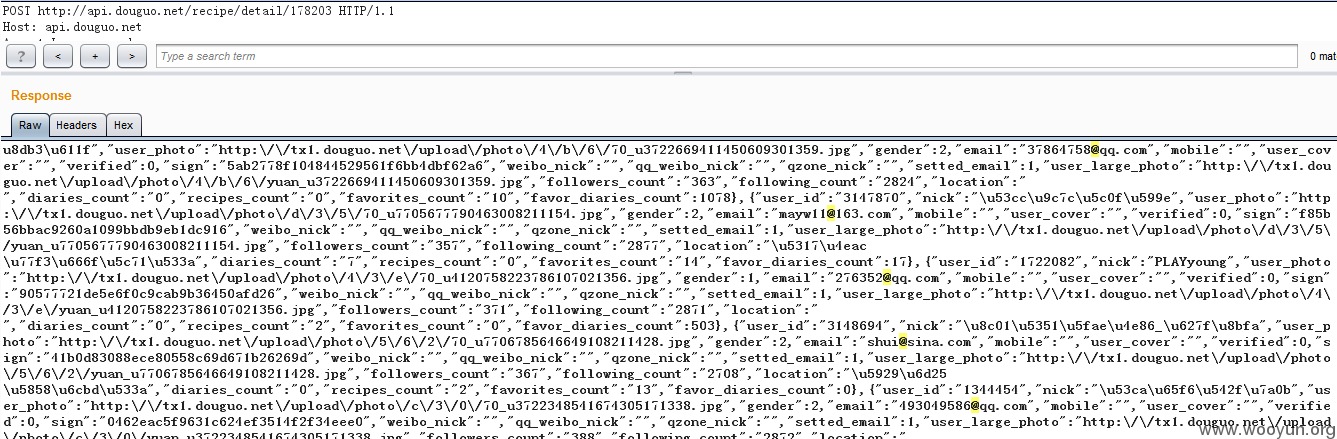 POST http://api.douguo.net/recipe/detail/178203 HTTP/1.1
Host: api.douguo.net
? < + > Type a search term 0 mat
Response
Raw Headers Hex
u8db3\u611f","user_photo":"http:\/\/tx1.douguo.net\/upload\/photo\/4\/b\/6\/70_u3722669411450609301359.jpg","gender":2,"email":"37864758@qq.com","mobile":"","user_cov
er":"","verified":0,"sign":"5ab2778f104844529561f6bb4dbf62a6","weibo_nick":"","qq_weibo_nick":"","qzone_nick":"","setted_email":1,"user_large_photo":"http:\/\/tx1.dou
guo.net\/upload\/photo\/4\/b\/6\/yuan_u3722669411450609301359.jpg","followers_count":"363","following_count":"2824","location":"
","diaries_count":"0","recipes_count":"0","favorites_count":"10","favor_diaries_count":1078},{"user_id":"3147870","nick":"\u53cc\u9c7c\u5c0f\u599e","user_photo":"http
:\/\/tx1.douguo.net\/upload\/photo\/d\/3\/5\/70_u7705677790463008211154.jpg","gender":2,"email":"mayw11@163.com","mobile":"","user_cover":"","verified":0,"sign":"f85b
56bbac9260a1099bbdb9eb1dc916","weibo_nick":"","qq_weibo_nick":"","qzone_nick":"","setted_email":1,"user_large_photo":"http:\/\/tx1.douguo.net\/upload\/photo\/d\/3\/5\
/yuan_u7705677790463008211154.jpg","followers_count":"357","following_count":"2877","location":"\u5317\u4eac
\u77f3\u666f\u5c71\u533a","diaries_count":"7","recipes_count":"0","favorites_count":"14","favor_diaries_count":17},{"user_id":"1722082","nick":"PLAYyoung","user_photo
":"http:\/\/tx1.douguo.net\/upload\/photo\/4\/3\/e\/70_u4120758223786107021356.jpg","gender":1,"email":"276352@qq.com","mobile":"","user_cover":"","verified":0,"sign"
:"90577721de5e6f0c9cab9b36450afd26","weibo_nick":"","qq_weibo_nick":"","qzone_nick":"","setted_email":1,"user_large_photo":"http:\/\/tx1.douguo.net\/upload\/photo\/4\
/3\/e\/yuan_u4120758223786107021356.jpg","followers_count":"371","following_count":"2871","location":"
","diaries_count":"0","recipes_count":"2","favorites_count":"0","favor_diaries_count":503},{"user_id":"3148694","nick":"\u8c01\u5351\u5fae\u4e86_\u627f\u8bfa","user_p
hoto":"http:\/\/tx1.douguo.net\/upload\/photo\/5\/6\/2\/70_u7706785646649108211428.jpg","gender":2,"email":"shui@sina.com","mobile":"","user_cover":"","verified":0,"s
ign":"41b0d83088ece80558c69d671b26269d","weibo_nick":"","qq_weibo_nick":"","qzone_nick":"","setted_email":1,"user_large_photo":"http:\/\/tx1.douguo.net\/upload\/photo
\/5\/6\/2\/yuan_u7706785646649108211428.jpg","followers_count":"367","following_count":"2708","location":"\u5929\u6d25
\u5858\u6cbd\u533a","diaries_count":"0","recipes_count":"2","favorites_count":"13","favor_diaries_count":0},{"user_id":"1344454","nick":"\u53ca\u65f6\u542f\u7a0b","us
er_photo":"http:\/\/tx1.douguo.net\/upload\/photo\/c\/3\/0\/70_u3722348541674305171338.jpg","gender":2,"email":"493049586@qq.com","mobile":"","user_cover":"","verifie
d":0,"sign":"0462eac5f9631c624ef3514f2f34eee0","weibo_nick":"","qq_weibo_nick":"","qzone_nick":"","setted_email":1,"user_large_photo":"http:\/\/tx1.douguo.net\/upload
\/photo\/c\/3\/0\/yuan_u3722348541674305171338.jpg","followers_count":"388","following_count":"2872","location":"
www.wooyun.org